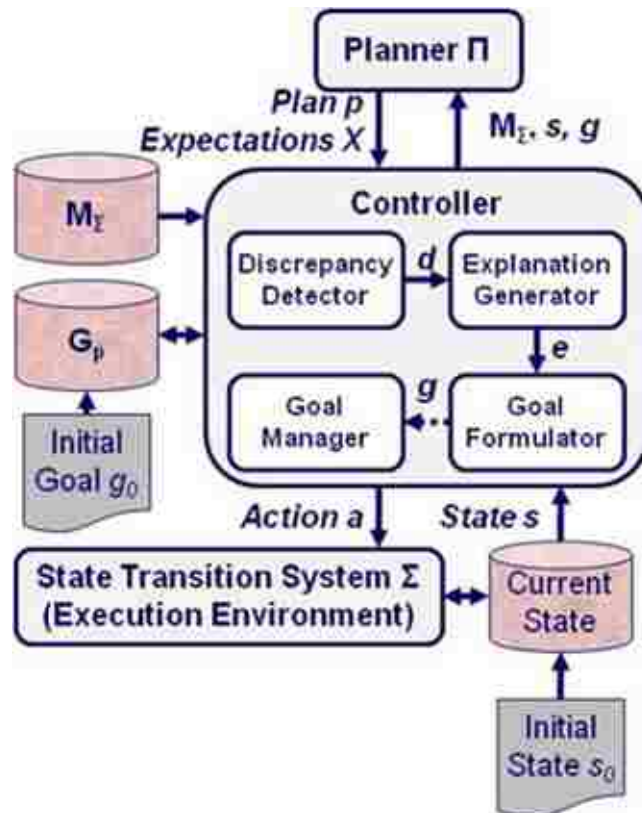 Planner Π
Plan p
Expectations X
M_Σ, s, g
M_Σ
Controller
Discrepancy
Detector
d
Explanation
Generator
G_p
e
Goal
Manager
g
Goal
Formulator
Initial
Goal g_0
Action a
State s
State Transition System Σ
(Execution Environment)
Current
State
Initial
State s_0